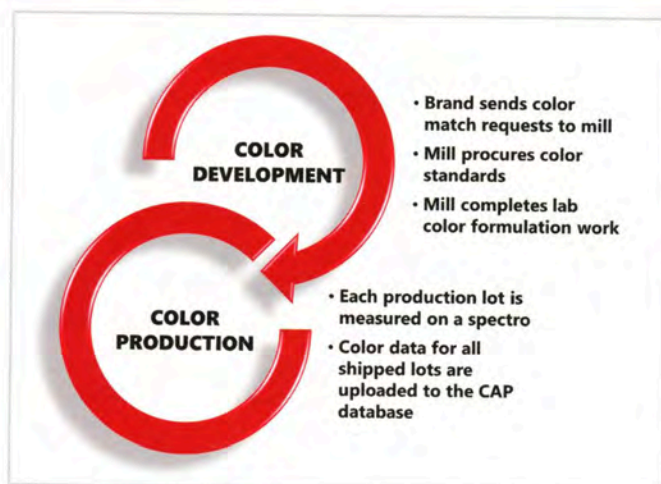 COLOR
DEVELOPMENT
• Brand sends color
match requests to mill
• Mill procures color
standards
• Mill completes lab
color formulation work
COLOR
PRODUCTION
• Each production lot is
measured on a spectro
• Color data for all
shipped lots are
uploaded to the CAP
database